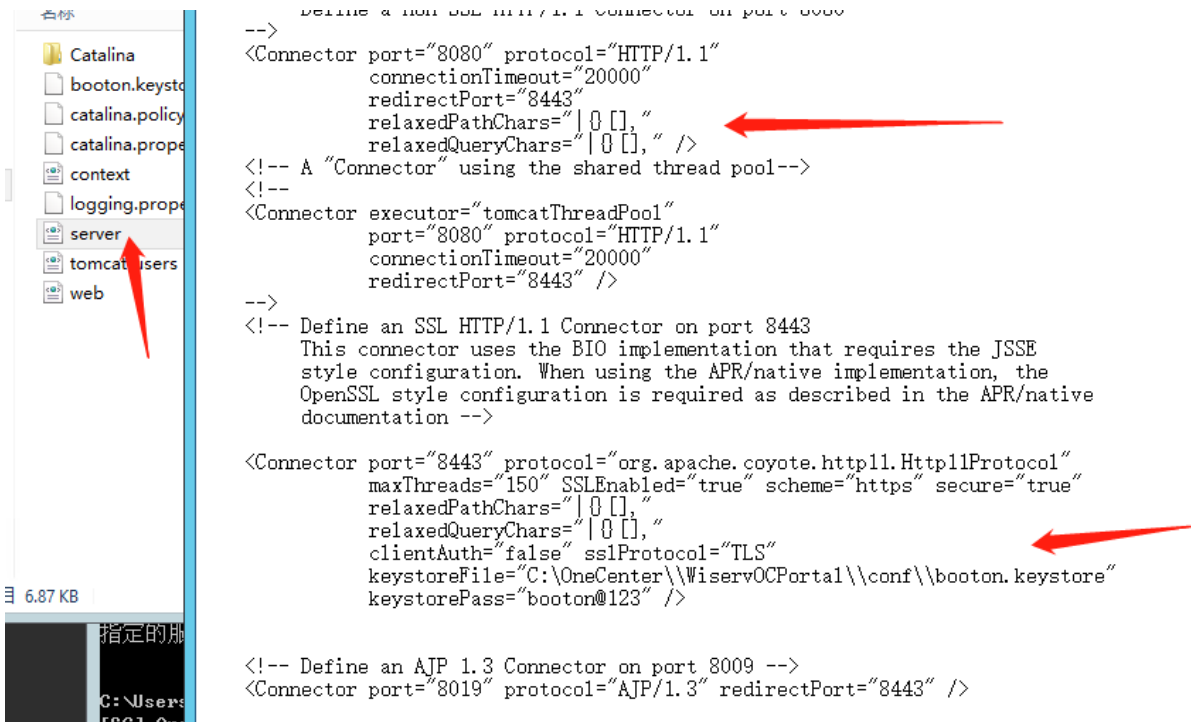 名称
Catalina
booton.keysto
catalina.policy
catalina.prope
context
logging.prope
server
tomcat-users
web
6.87 KB
指定的服
C:\Users
Define a non-SSL HTTP/1.1 Connector on port 8080
-->
<Connector port="8080" protocol="HTTP/1.1"
connectionTimeout="20000"
redirectPort="8443"
relaxedPathChars="|{}[],"
relaxedQueryChars="|{}[]," />
<!-- A "Connector" using the shared thread pool-->
<!--
<Connector executor="tomcatThreadPool"
port="8080" protocol="HTTP/1.1"
connectionTimeout="20000"
redirectPort="8443" />
-->
<!-- Define an SSL HTTP/1.1 Connector on port 8443
This connector uses the BIO implementation that requires the JSSE
style configuration. When using the APR/native implementation, the
OpenSSL style configuration is required as described in the APR/native
documentation -->
<Connector port="8443" protocol="org.apache.coyote.http11.Http11Protocol"
maxThreads="150" SSLEnabled="true" scheme="https" secure="true"
relaxedPathChars="|{}[],"
relaxedQueryChars="|{}[],"
clientAuth="false" sslProtocol="TLS"
keystoreFile="C:\OneCenter\\WiservOCPortal\\conf\\booton.keystore"
keystorePass="booton@123" />
<!-- Define an AJP 1.3 Connector on port 8009 -->
<Connector port="8019" protocol="AJP/1.3" redirectPort="8443" />